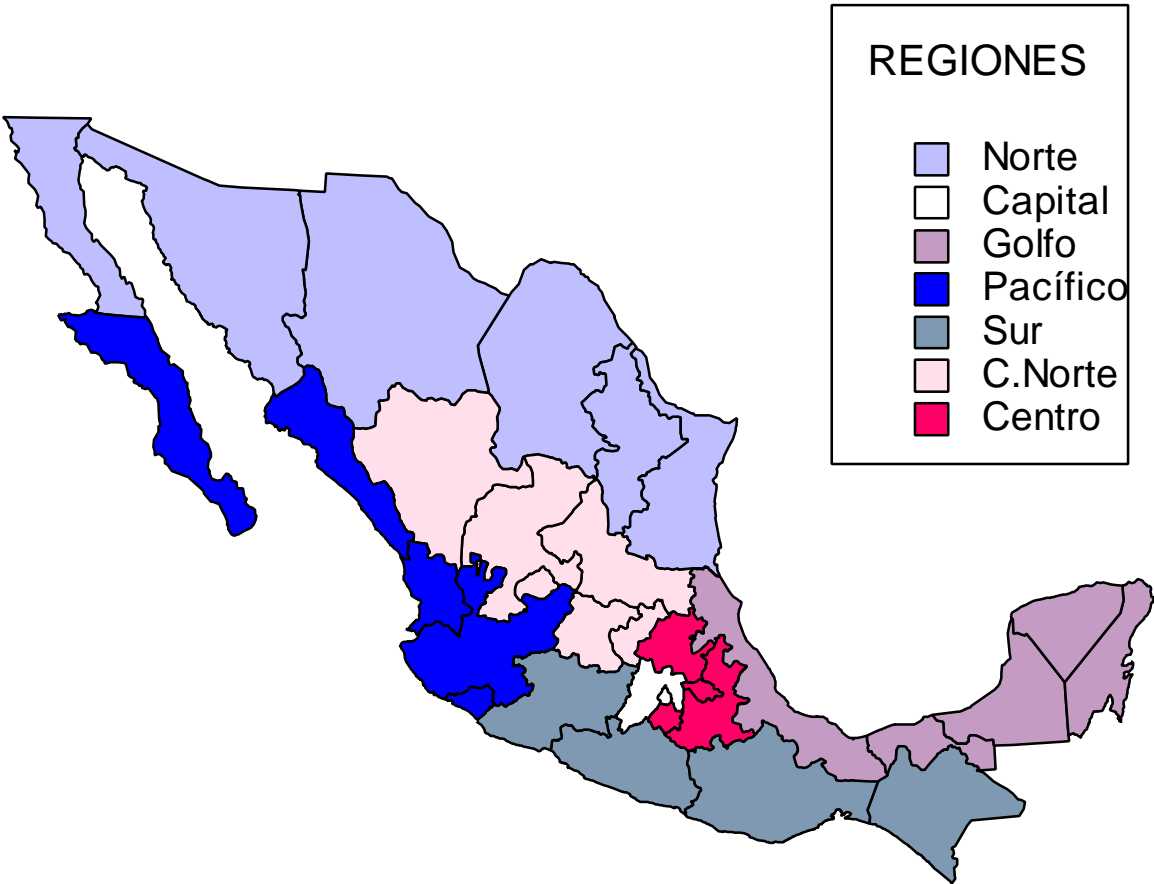 REGIONES
Norte
Capital
Golfo
Pacífico
Sur
C.Norte
Centro